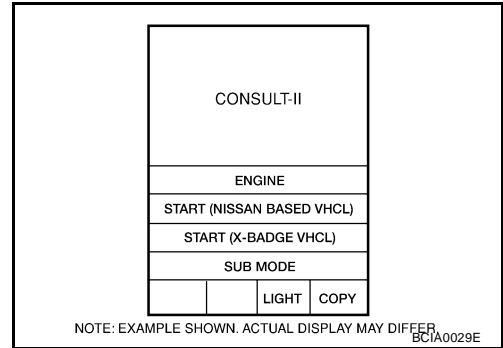 CONSULT-II
ENGINE
START (NISSAN BASED VHCL)
START (X-BADGE VHCL)
SUB MODE
LIGHT COPY
NOTE: EXAMPLE SHOWN. ACTUAL DISPLAY MAY DIFFER.
BCIA0029E